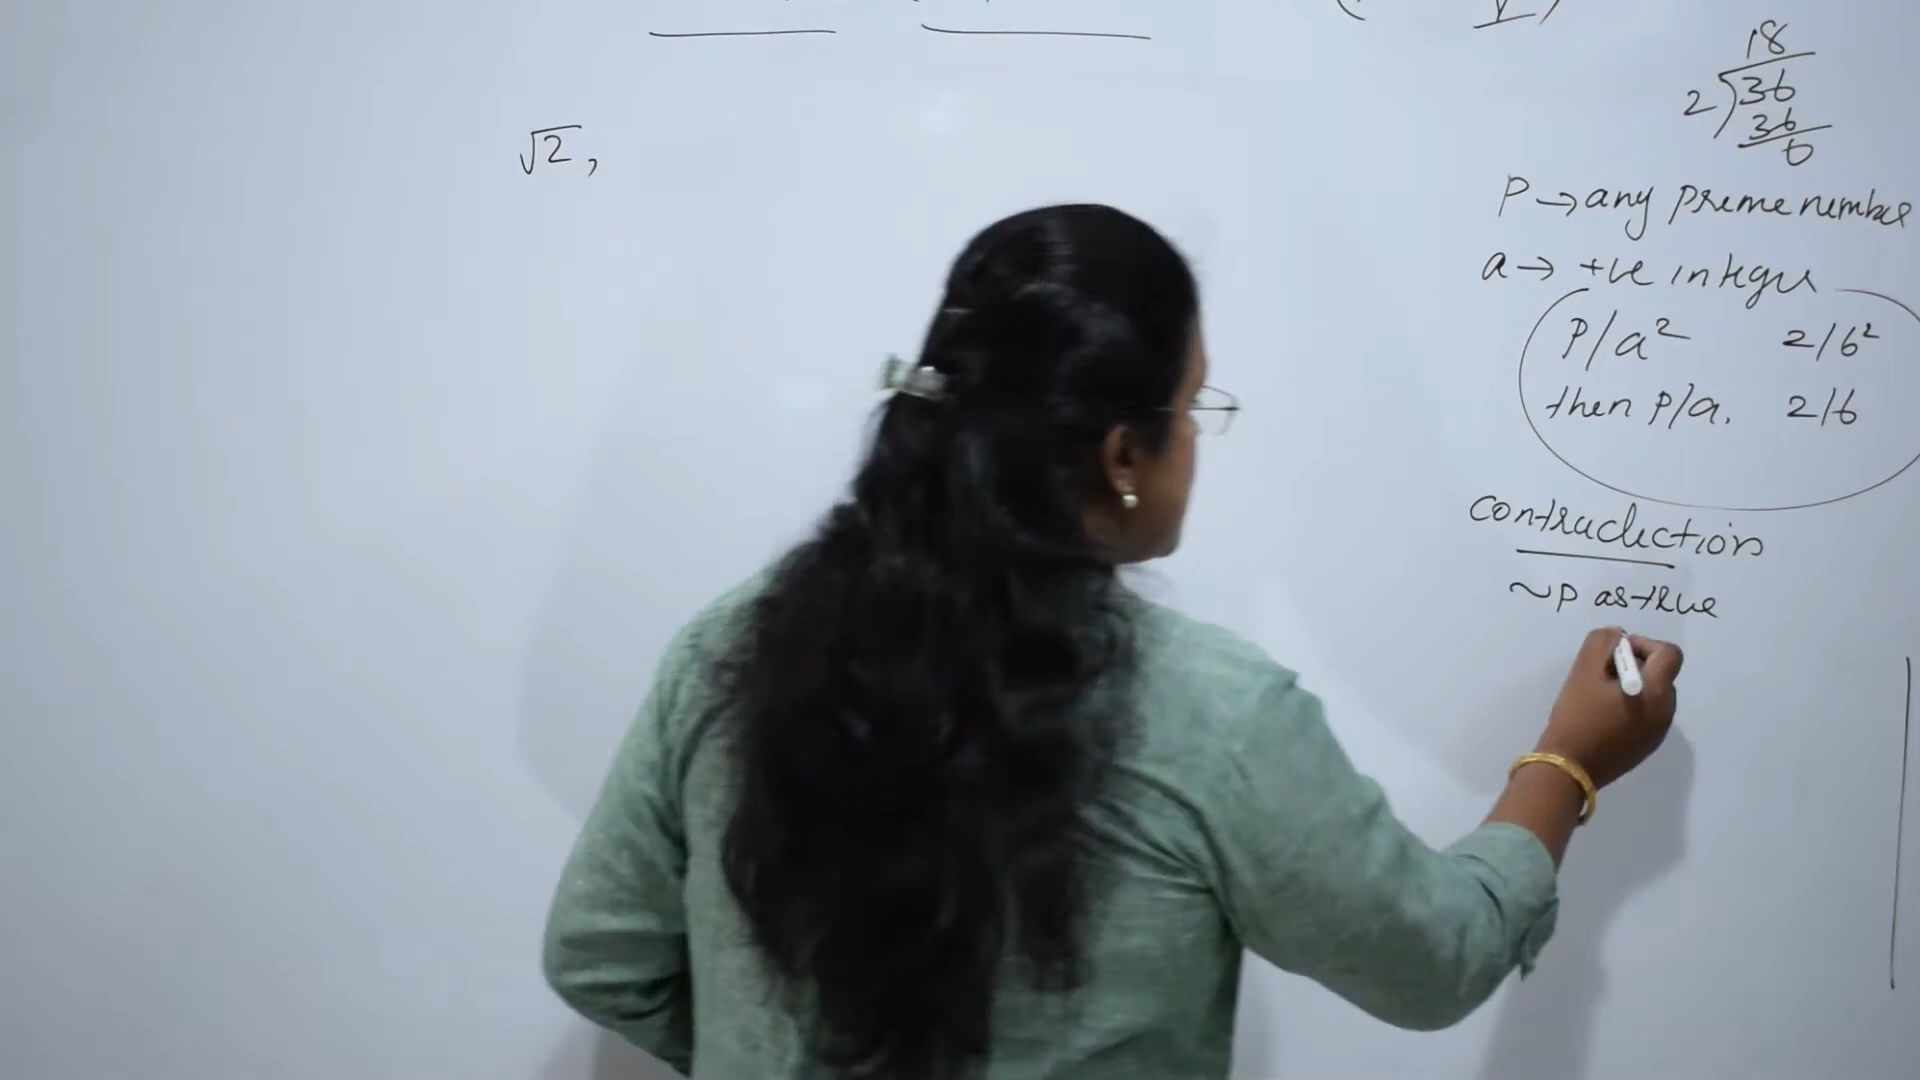 √2,
18
2)36
36
0
P → any prime number
a → +ve integer
P/a² 2/6²
then P/a. 2/6
contradiction
~p as true